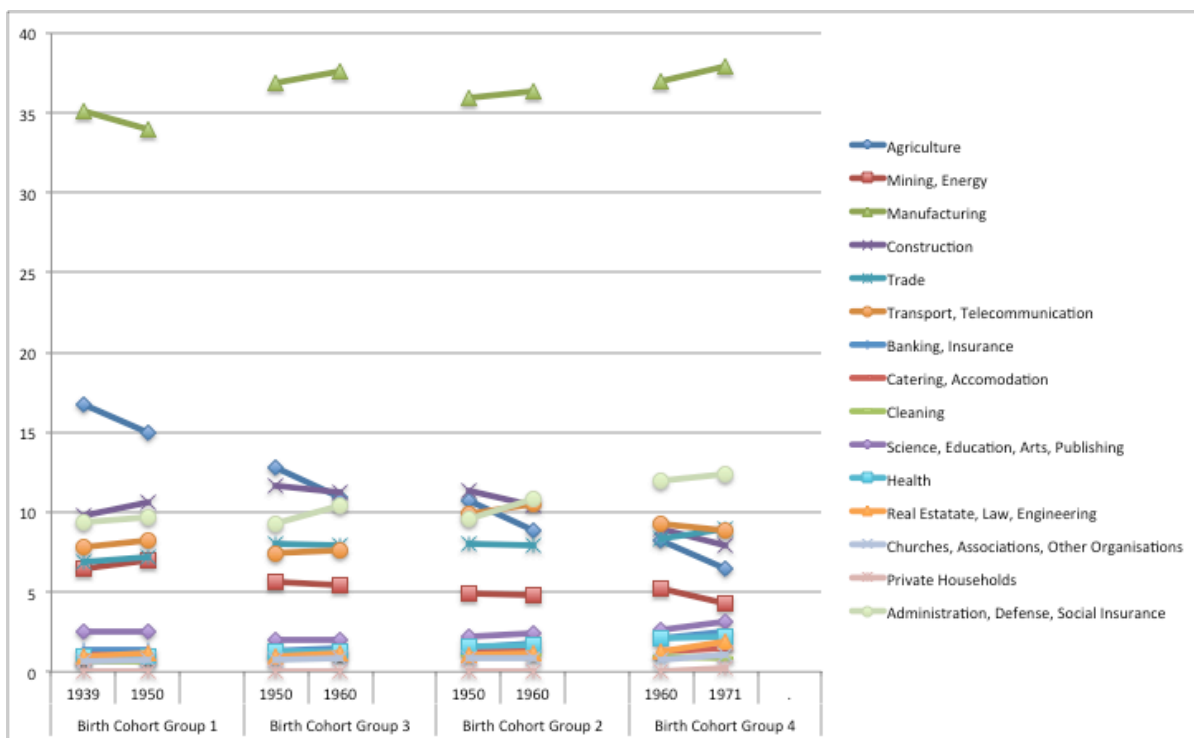 40
35
30
25
20
15
10
5
0
1939 1950 1950 1960 1950 1960 1960 1971 .
Birth Cohort Group 1 Birth Cohort Group 3 Birth Cohort Group 2 Birth Cohort Group 4
Agriculture
Mining, Energy
Manufacturing
Construction
Trade
Transport, Telecommunication
Banking, Insurance
Catering, Accomodation
Cleaning
Science, Education, Arts, Publishing
Health
Real Estatate, Law, Engineering
Churches, Associations, Other Organisations
Private Households
Administration, Defense, Social Insurance